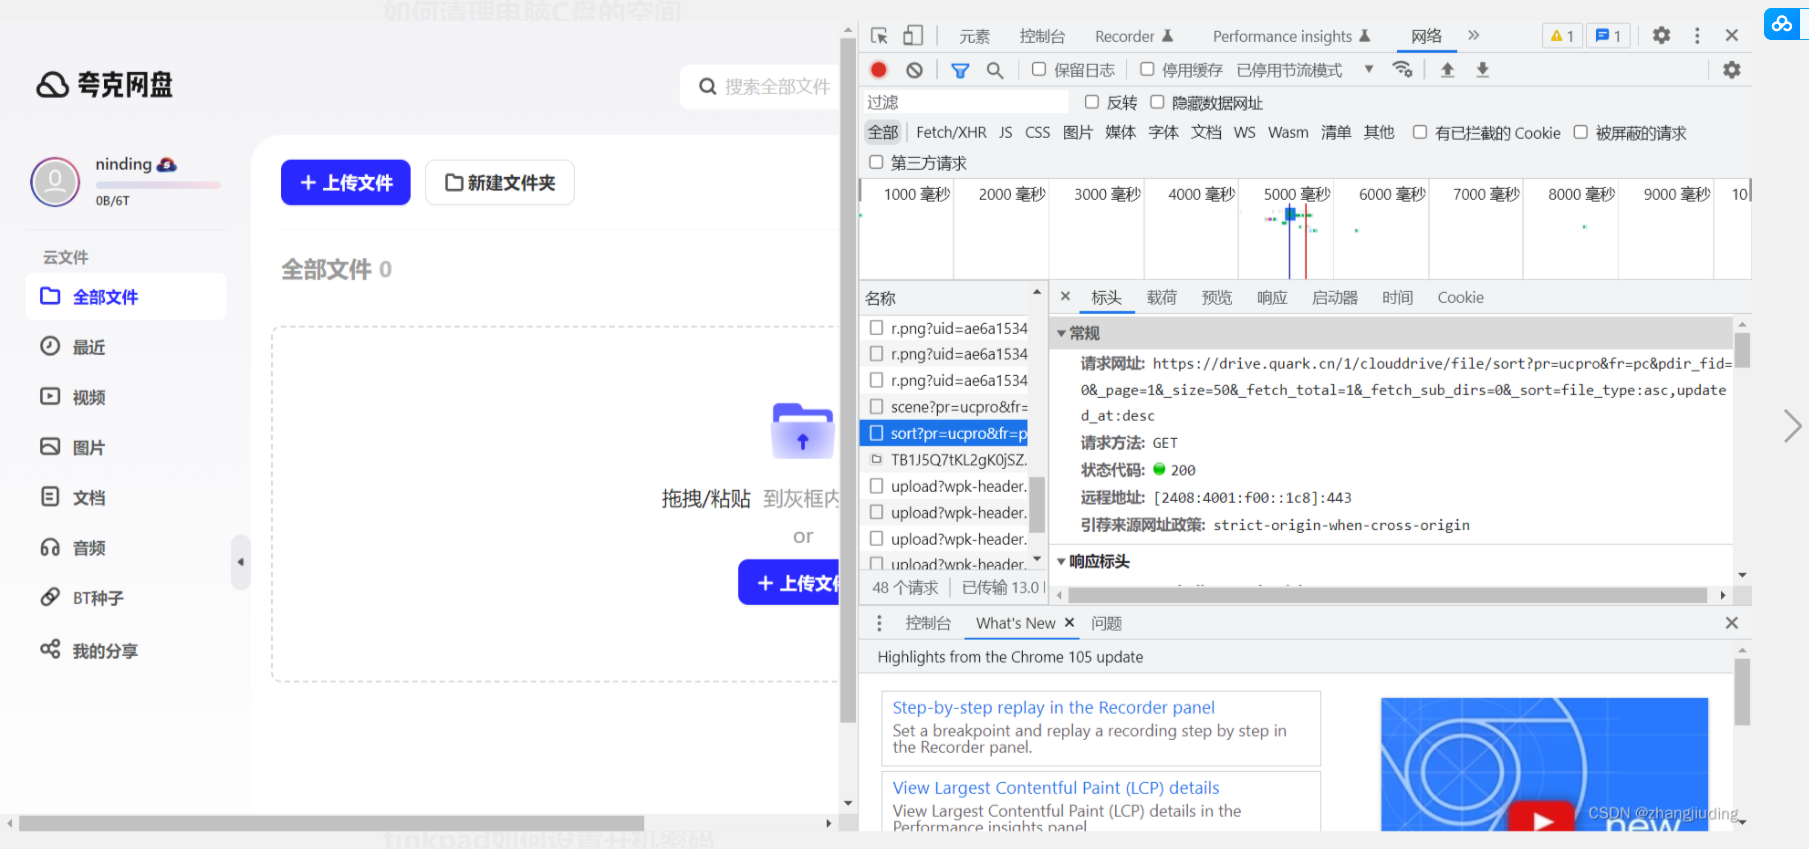 如何清理电脑C盘的空间
夸克网盘
搜索全部文件
ninding
0B/6T
云文件
全部文件
最近
视频
图片
文档
音频
BT种子
我的分享
+ 上传文件
新建文件夹
全部文件 0
拖拽/粘贴 到灰框内
or
+ 上传文件
元素 控制台 Recorder Performance insights 网络 » 1 1
保留日志 停用缓存 已停用节流模式
过滤 反转 隐藏数据网址
全部 Fetch/XHR JS CSS 图片 媒体 字体 文档 WS Wasm 清单 其他 有已拦截的 Cookie 被屏蔽的请求
第三方请求
1000 毫秒 2000 毫秒 3000 毫秒 4000 毫秒 5000 毫秒 6000 毫秒 7000 毫秒 8000 毫秒 9000 毫秒 10
名称
r.png?uid=ae6a1534
r.png?uid=ae6a1534
r.png?uid=ae6a1534
scene?pr=ucpro&fr=
sort?pr=ucpro&fr=p
TB1J5Q7tKL2gK0jSZ.
upload?wpk-header.
upload?wpk-header.
upload?wpk-header.
upload?wpk-header.
48 个请求 已传输 13.0
× 标头 载荷 预览 响应 启动器 时间 Cookie
常规
请求网址: https://drive.quark.cn/1/clouddrive/file/sort?pr=ucpro&fr=pc&pdir_fid=
0&_page=1&_size=50&_fetch_total=1&_fetch_sub_dirs=0&_sort=file_type:asc,update
d_at:desc
请求方法: GET
状态代码: 200
远程地址: [2408:4001:f00::1c8]:443
引荐来源网址政策: strict-origin-when-cross-origin
响应标头
控制台 What's New × 问题
Highlights from the Chrome 105 update
Step-by-step replay in the Recorder panel
Set a breakpoint and replay a recording step by step in
the Recorder panel.
View Largest Contentful Paint (LCP) details
View Largest Contentful Paint (LCP) details in the
Performance insights panel
new
CSDN @zhangjiuding
tinkpad如何设置开机密码